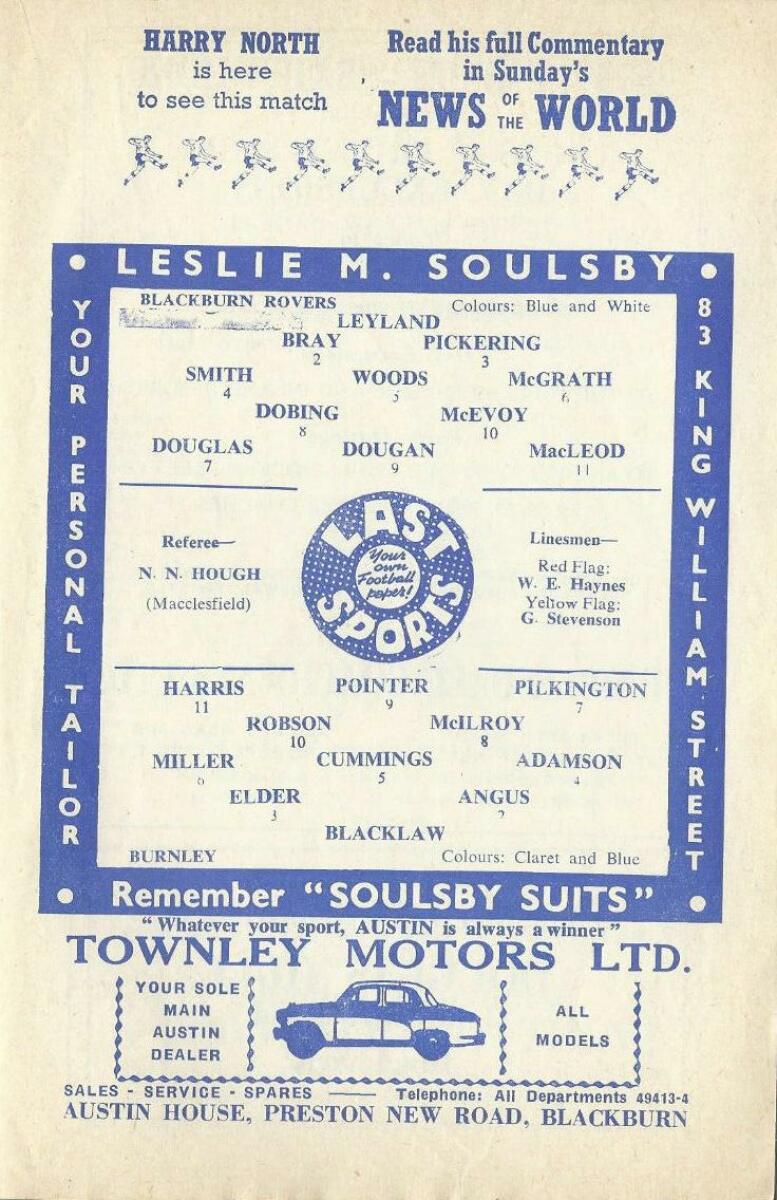 HARRY NORTH
is here
to see this match
Read his full Commentary
in Sunday's
NEWS OF THE WORLD
• LESLIE M. SOULSBY •
YOUR PERSONAL TAILOR
83 KING WILLIAM STREET
BLACKBURN ROVERS Colours: Blue and White
LEYLAND
BRAY PICKERING
2 3
SMITH WOODS McGRATH
4 5 6
DOBING McEVOY
8 10
DOUGLAS DOUGAN MacLEOD
7 9 11
Referee—
N. N. HOUGH
(Macclesfield)
LAST SPORTS
Your
own
Football
paper!
Linesmen—
Red Flag:
W. E. Haynes
Yellow Flag:
G. Stevenson
HARRIS POINTER PILKINGTON
11 9 7
ROBSON McILROY
10 8
MILLER CUMMINGS ADAMSON
6 5 4
ELDER ANGUS
3 2
BLACKLAW
BURNLEY Colours: Claret and Blue
• Remember "SOULSBY SUITS" •
"Whatever your sport, AUSTIN is always a winner"
TOWNLEY MOTORS LTD.
YOUR SOLE
MAIN
AUSTIN
DEALER
ALL
MODELS
SALES - SERVICE - SPARES —— Telephone: All Departments 49413-4
AUSTIN HOUSE, PRESTON NEW ROAD, BLACKBURN